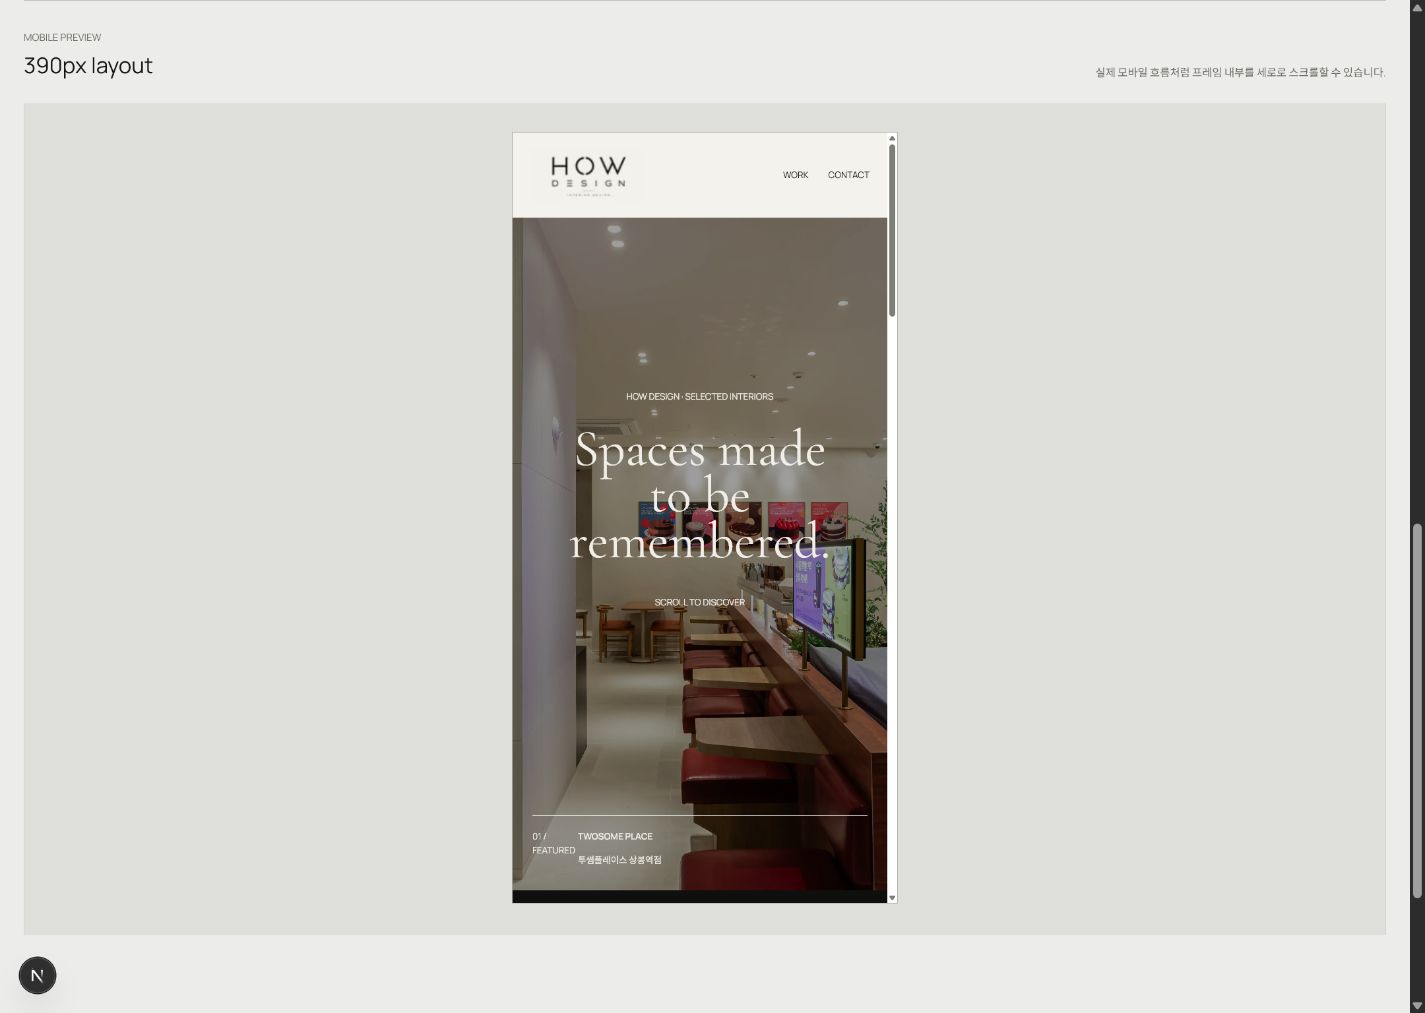 MOBILE PREVIEW
390px layout
실제 모바일 흐름처럼 프레임 내부를 세로로 스크롤할 수 있습니다.
HOW
DESIGN
INTERIOR DESIGN
WORK CONTACT
HOW DESIGN · SELECTED INTERIORS
Spaces made
to be
remembered.
SCROLL TO DISCOVER
01 / TWOSOME PLACE
FEATURED
투썸플레이스 상봉역점
N